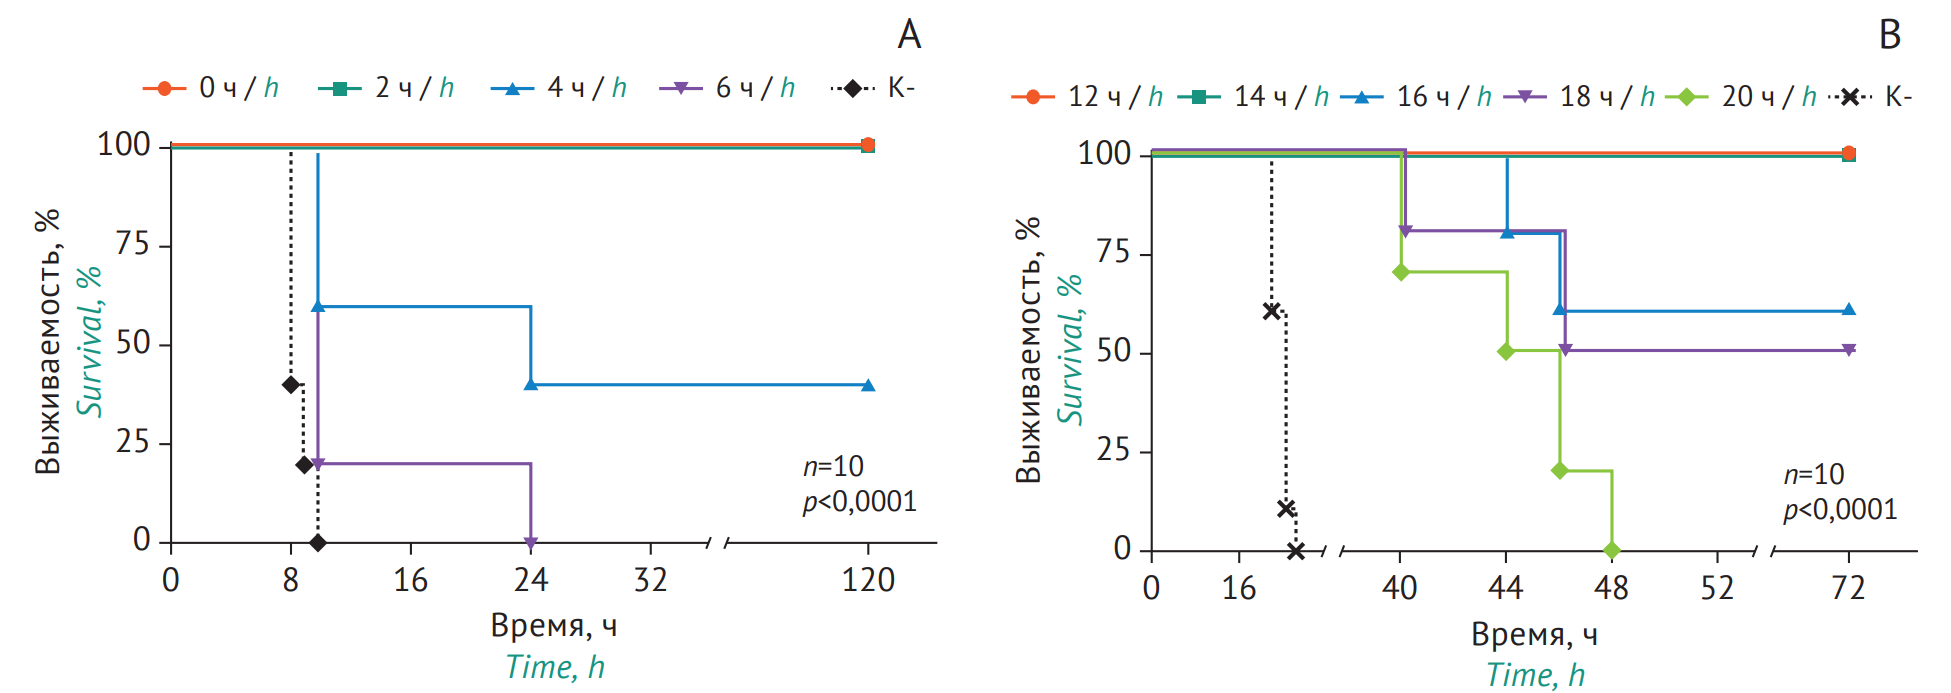 A
0 ч / h 2 ч / h 4 ч / h 6 ч / h К-
100
75
50
25
0
Выживаемость, %
Survival, %
n=10
p<0,0001
0 8 16 24 32 120
Время, ч
Time, h
B
12 ч / h 14 ч / h 16 ч / h 18 ч / h 20 ч / h К-
100
75
50
25
0
Выживаемость, %
Survival, %
n=10
p<0,0001
0 16 40 44 48 52 72
Время, ч
Time, h